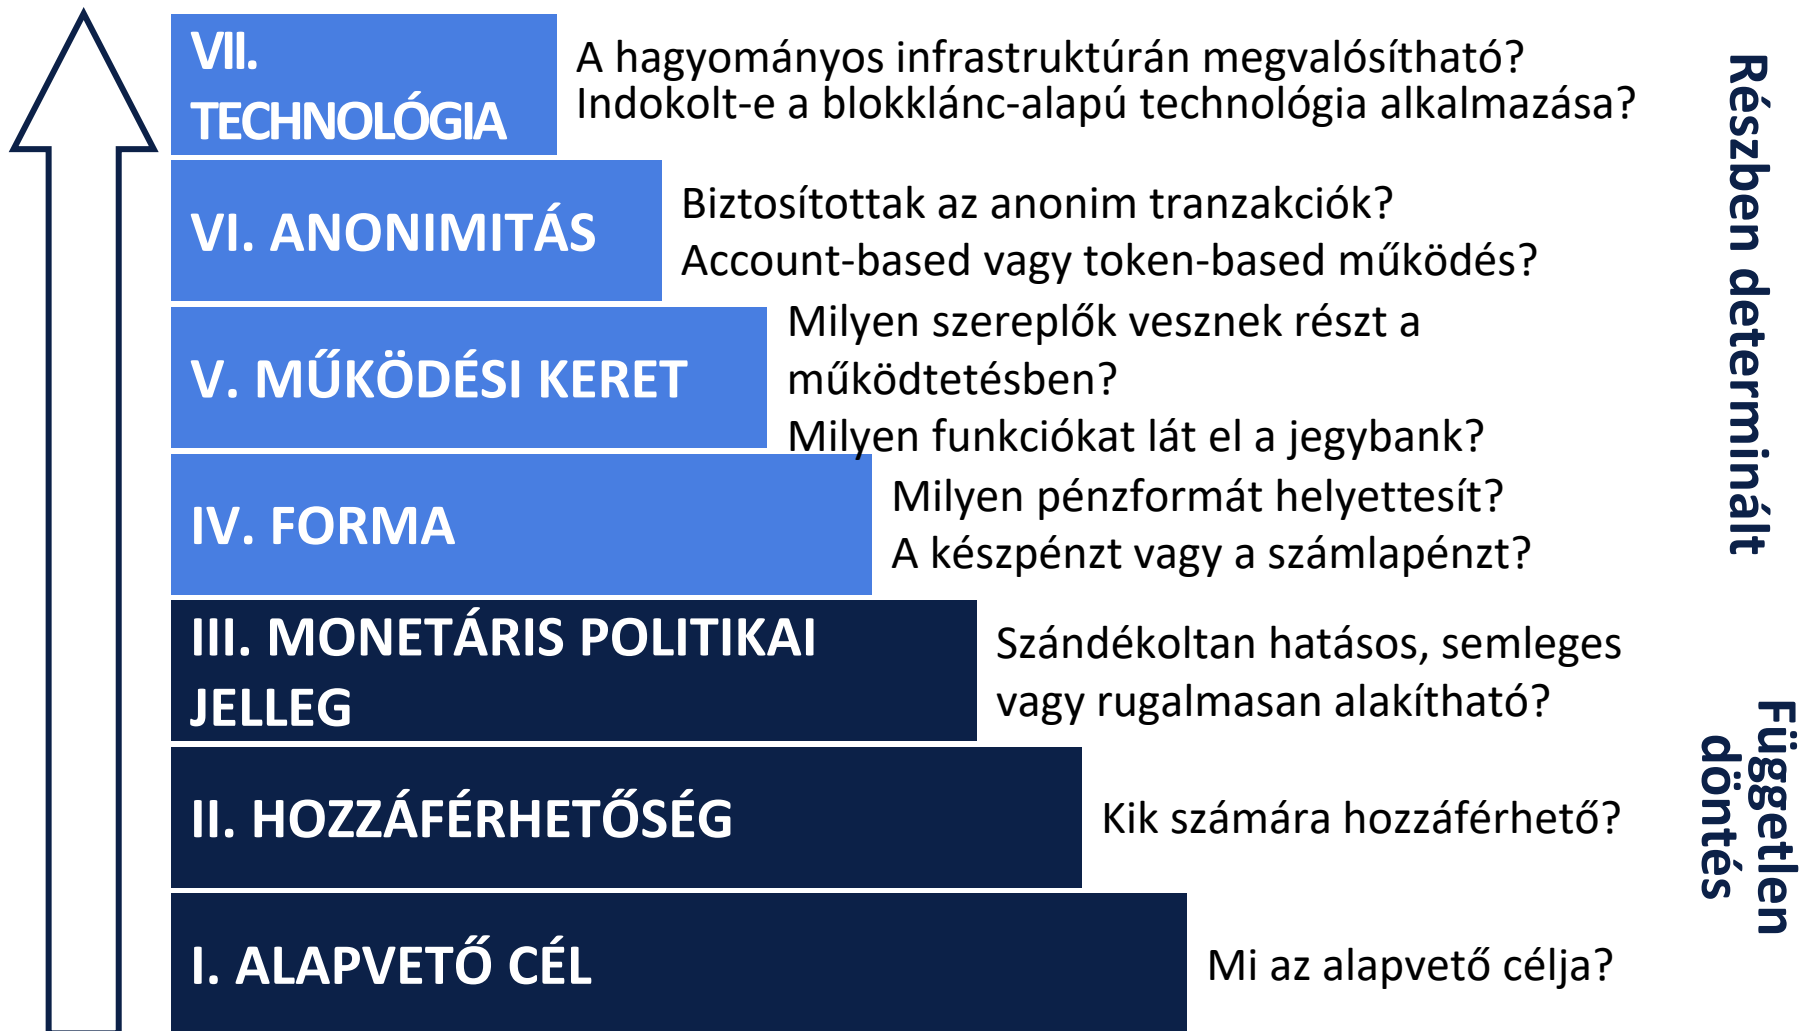 VII.
TECHNOLÓGIA
A hagyományos infrastruktúrán megvalósítható?
Indokolt-e a blokklánc-alapú technológia alkalmazása?
VI. ANONIMITÁS
Biztosítottak az anonim tranzakciók?
Account-based vagy token-based működés?
V. MŰKÖDÉSI KERET
Milyen szereplők vesznek részt a
működtetésben?
Milyen funkciókat lát el a jegybank?
IV. FORMA
Milyen pénzformát helyettesít?
A készpénzt vagy a számlapénzt?
Részben determinált
III. MONETÁRIS POLITIKAI
JELLEG
Szándékoltan hatásos, semleges
vagy rugalmasan alakítható?
II. HOZZÁFÉRHETŐSÉG
Kik számára hozzáférhető?
I. ALAPVETŐ CÉL
Mi az alapvető célja?
Független
döntés